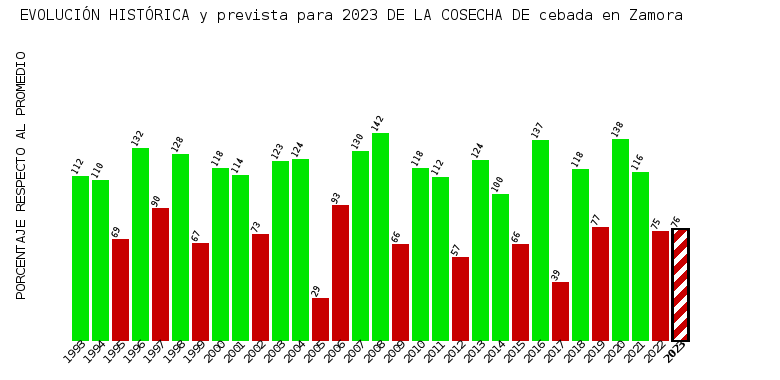 EVOLUCIÓN HISTÓRICA y prevista para 2023 DE LA COSECHA DE cebada en Zamora
PORCENTAJE RESPECTO AL PROMEDIO
112 110 69 132 90 128 67 118 114 73 123 124 29 93 130 142 66 118 112 57 124 100 66 137 39 118 77 138 116 75 76
1993 1994 1995 1996 1997 1998 1999 2000 2001 2002 2003 2004 2005 2006 2007 2008 2009 2010 2011 2012 2013 2014 2015 2016 2017 2018 2019 2020 2021 2022 2023